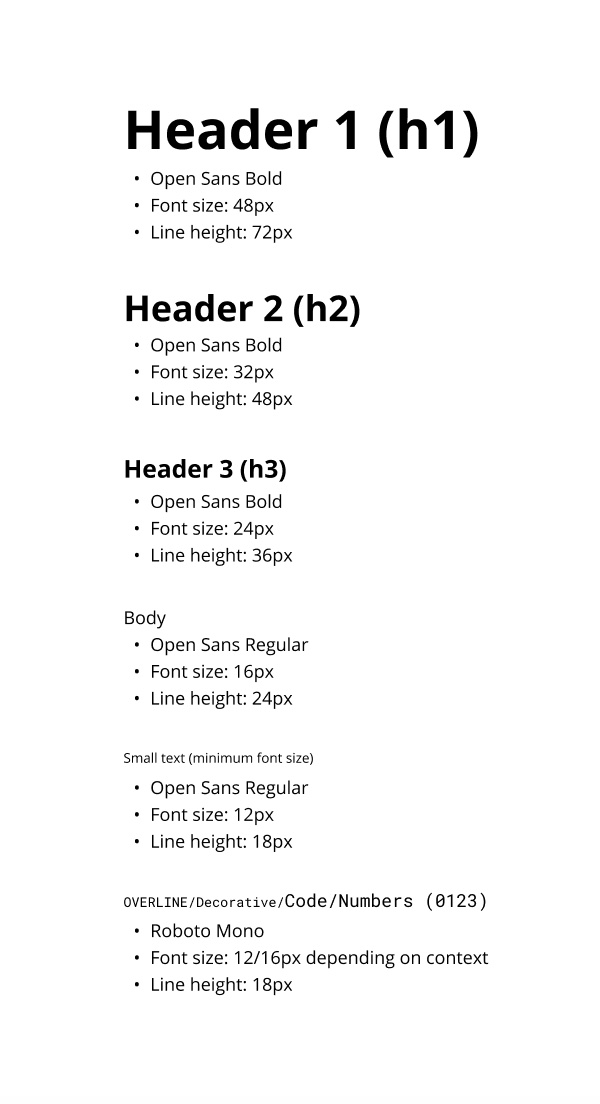 Header 1 (h1)
• Open Sans Bold
• Font size: 48px
• Line height: 72px
Header 2 (h2)
• Open Sans Bold
• Font size: 32px
• Line height: 48px
Header 3 (h3)
• Open Sans Bold
• Font size: 24px
• Line height: 36px
Body
• Open Sans Regular
• Font size: 16px
• Line height: 24px
Small text (minimum font size)
• Open Sans Regular
• Font size: 12px
• Line height: 18px
OVERLINE/Decorative/Code/Numbers (0123)
• Roboto Mono
• Font size: 12/16px depending on context
• Line height: 18px